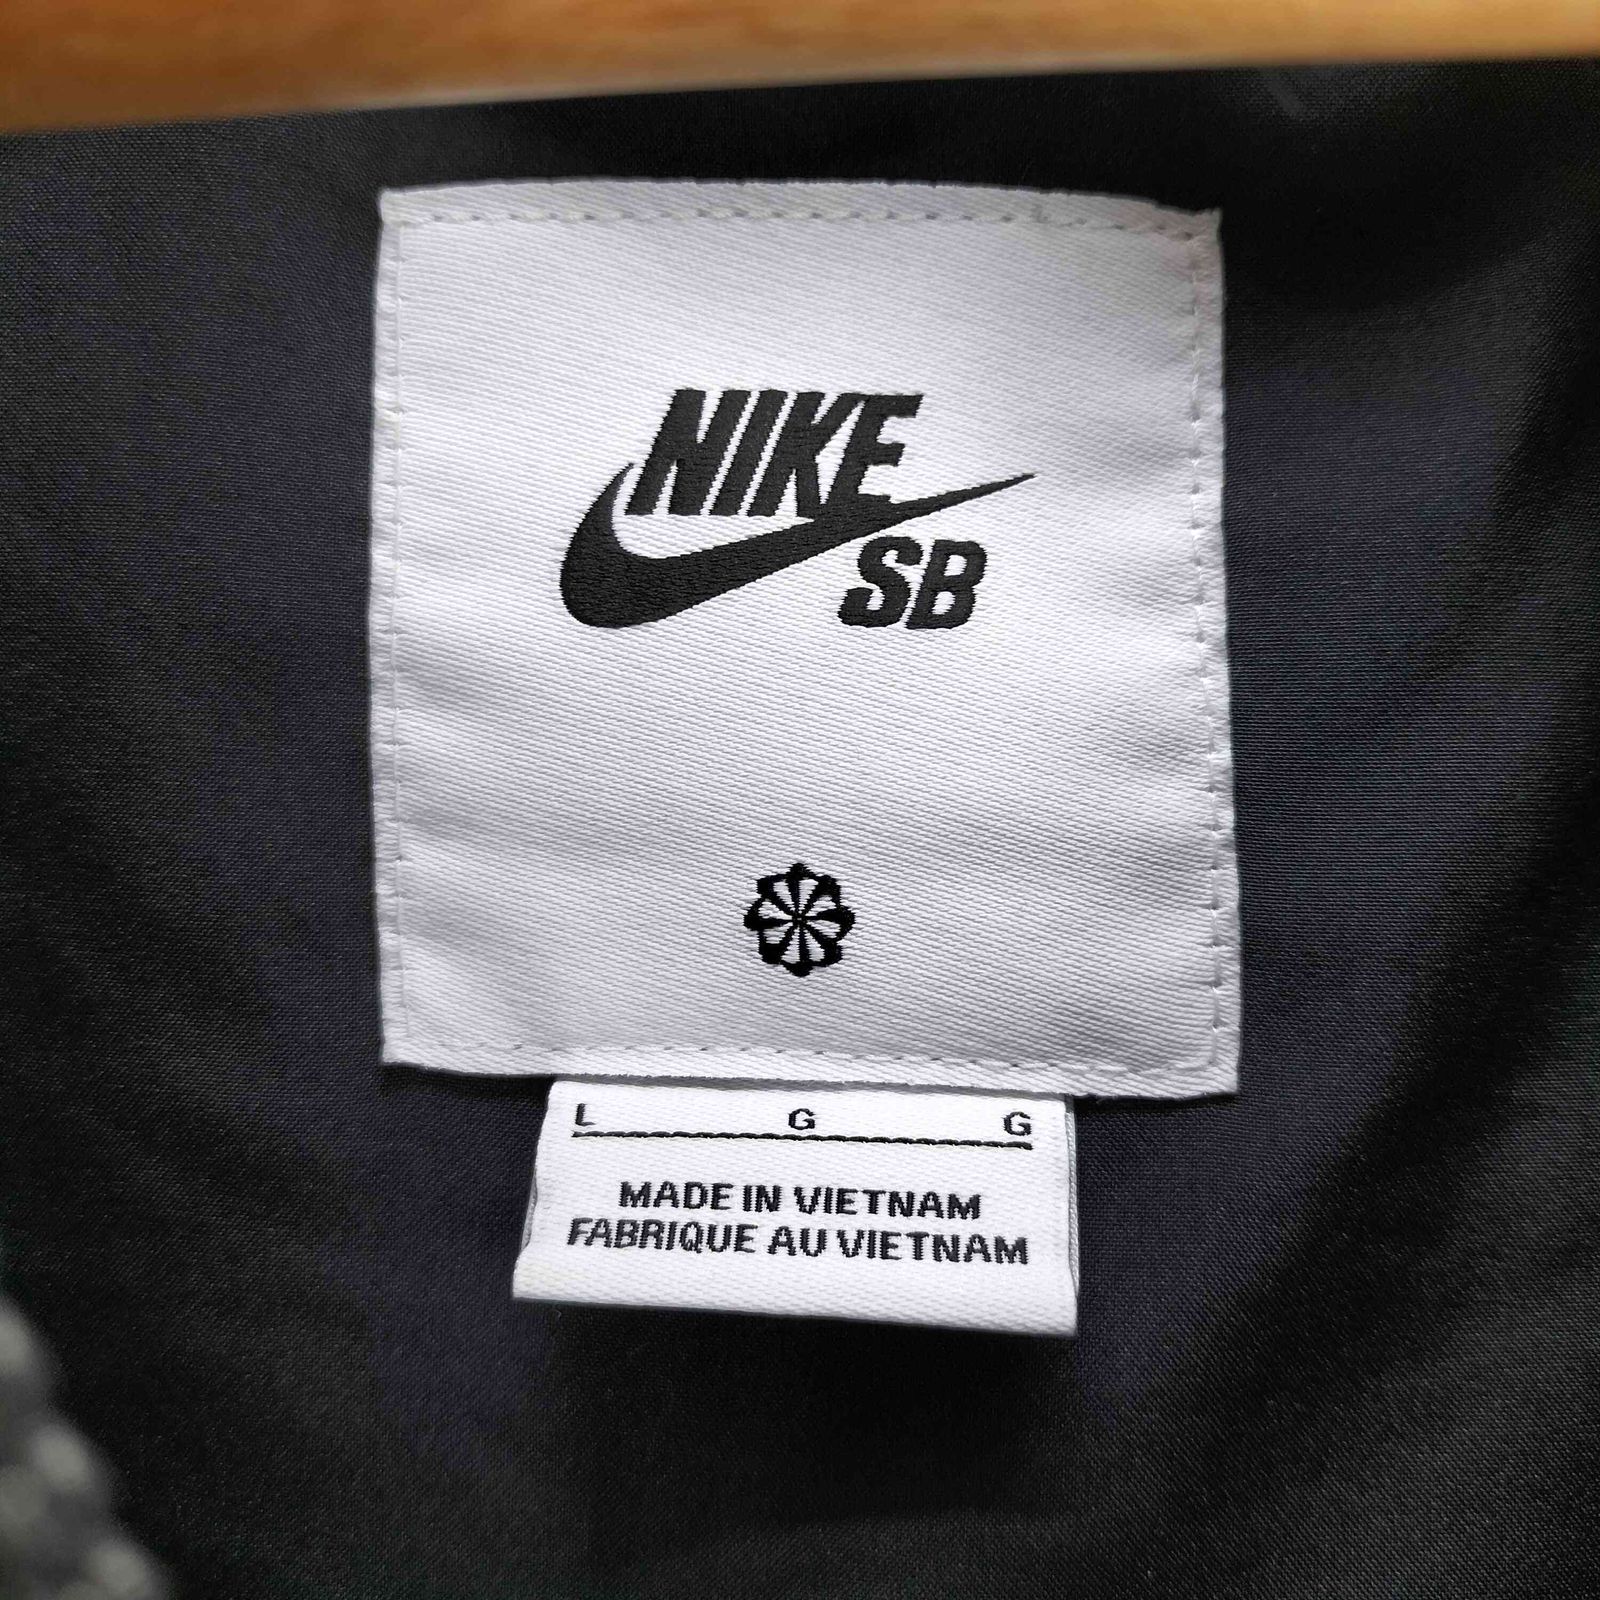 NIKE
SB
L G G
MADE IN VIETNAM
FABRIQUE AU VIETNAM